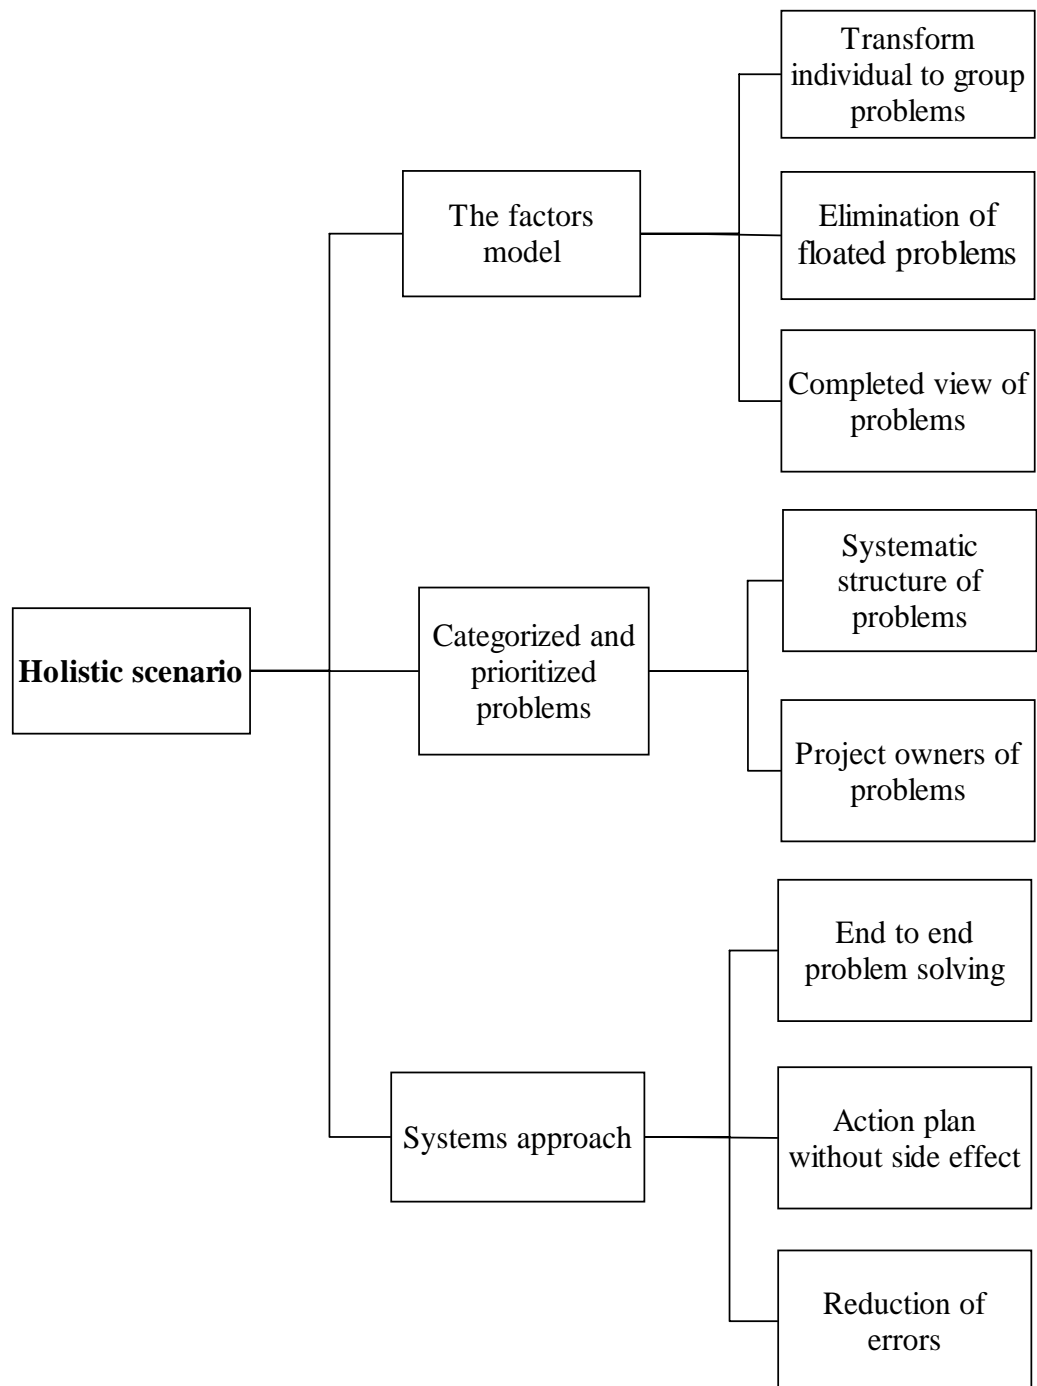 Transform
individual to group
problems
The factors
model
Elimination of
floated problems
Completed view of
problems
Systematic
structure of
problems
Holistic scenario
Categorized and
prioritized
problems
Project owners of
problems
End to end
problem solving
Systems approach
Action plan
without side effect
Reduction of
errors